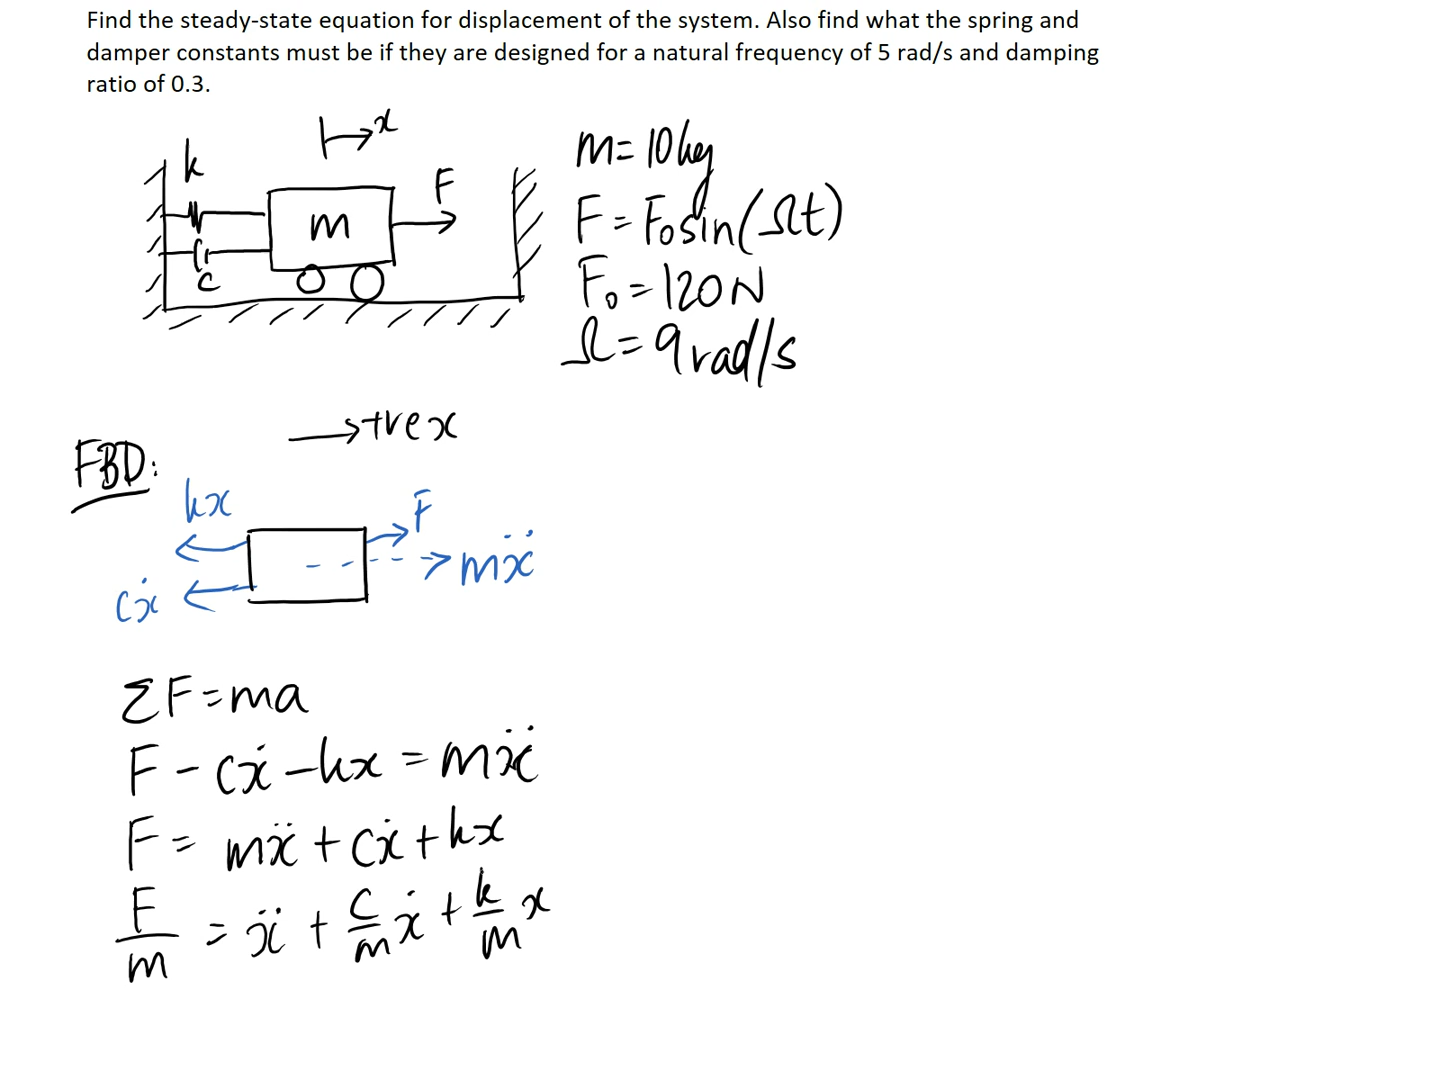 Find the steady-state equation for displacement of the system. Also find what the spring and
damper constants must be if they are designed for a natural frequency of 5 rad/s and damping
ratio of 0.3.
x
k
m
F
c
m = 10kg
F = F₀sin(Ωt)
F₀ = 120N
Ω = 9rad/s
→ +ve x
FBD:
kx
F
mẍ
cẋ
ΣF = ma
F - cẋ - kx = mẍ
F = mẍ + cẋ + kx
F/m = ẍ + c/m ẋ + k/m x